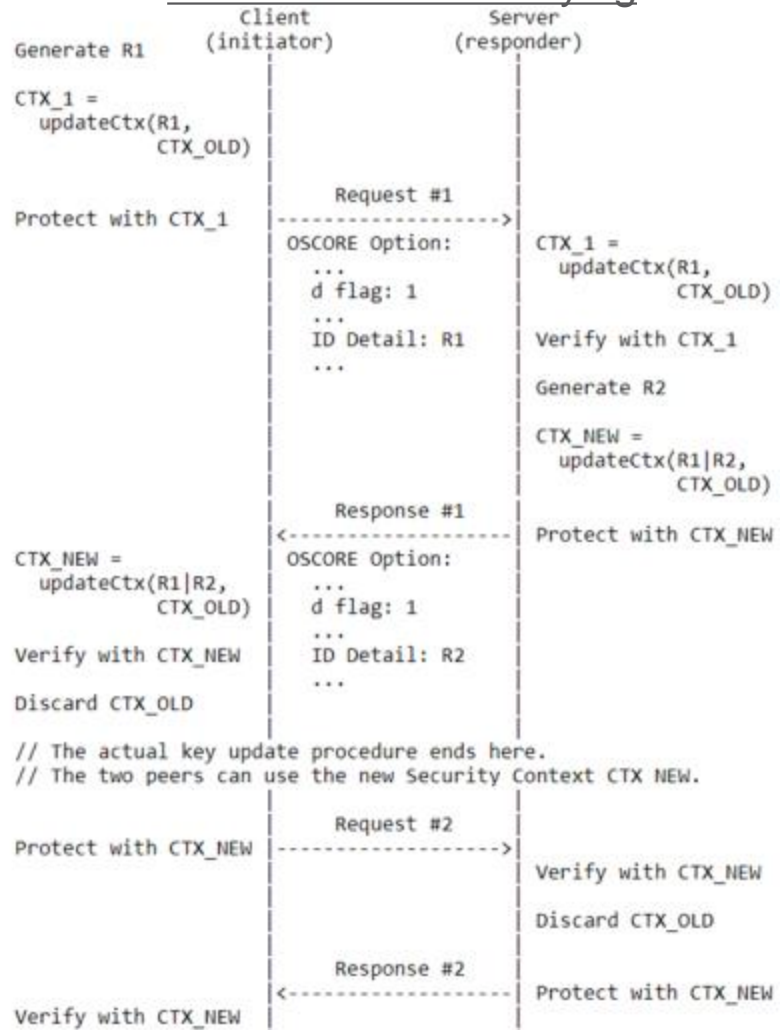 Client Server
Generate R1 (initiator) (responder)
CTX_1 =
updateCtx(R1,
CTX_OLD)
Request #1
Protect with CTX_1 -------------------->
OSCORE Option: CTX_1 =
... updateCtx(R1,
d flag: 1 CTX_OLD)
...
ID Detail: R1 Verify with CTX_1
...
Generate R2
CTX_NEW =
updateCtx(R1|R2,
CTX_OLD)
Response #1
<-------------------- Protect with CTX_NEW
CTX_NEW = OSCORE Option:
updateCtx(R1|R2, ...
CTX_OLD) d flag: 1
...
Verify with CTX_NEW ID Detail: R2
...
Discard CTX_OLD
// The actual key update procedure ends here.
// The two peers can use the new Security Context CTX NEW.
Request #2
Protect with CTX_NEW -------------------->
Verify with CTX_NEW
Discard CTX_OLD
Response #2
<-------------------- Protect with CTX_NEW
Verify with CTX_NEW